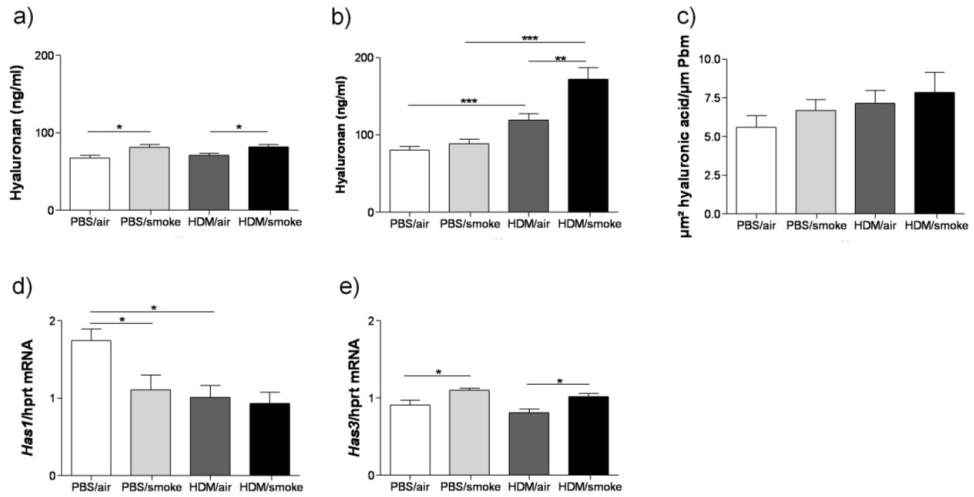 a)
Hyaluronan (ng/ml)
200
100
0
*
*
PBS/air PBS/smoke HDM/air HDM/smoke
b)
Hyaluronan (ng/ml)
200
100
0
***
**
***
PBS/air PBS/smoke HDM/air HDM/smoke
c)
µm² hyaluronic acid/µm Pbm
10.0
7.5
5.0
2.5
0.0
PBS/air PBS/smoke HDM/air HDM/smoke
d)
Has1/hprt mRNA
2
1
0
*
*
PBS/air PBS/smoke HDM/air HDM/smoke
e)
Has3/hprt mRNA
2
1
0
*
*
PBS/air PBS/smoke HDM/air HDM/smoke